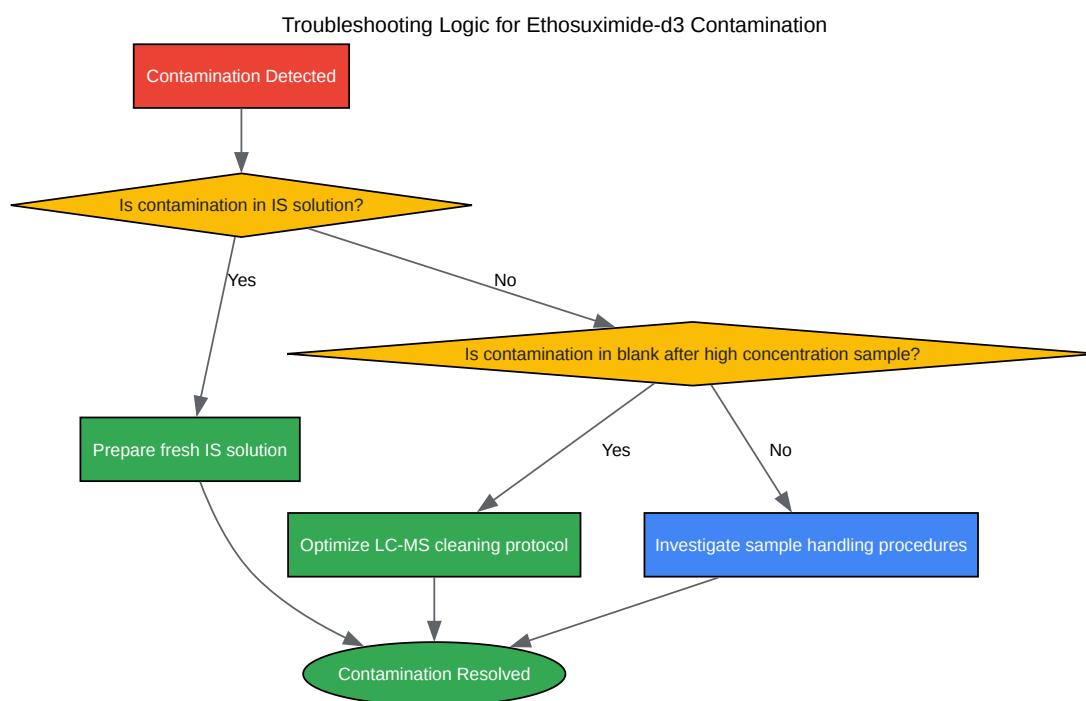 Troubleshooting Logic for Ethosuximide-d3 Contamination
Contamination Detected
Is contamination in IS solution?
Yes
No
Is contamination in blank after high concentration sample?
Prepare fresh IS solution
Yes
No
Optimize LC-MS cleaning protocol
Investigate sample handling procedures
Contamination Resolved